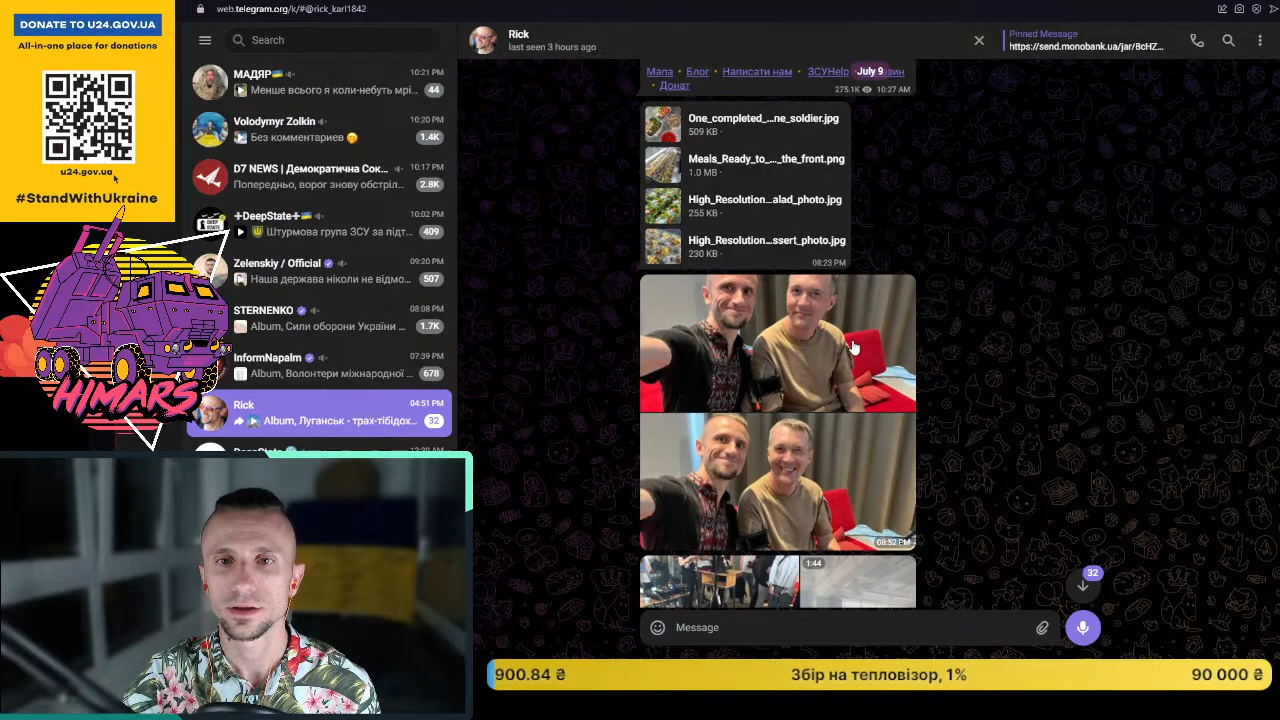 DONATE TO U24.GOV.UA
All-in-one place for donations
u24.gov.ua
#StandWithUkraine
HIMARS
web.telegram.org/k/#@rick_karl1842
Search
МАДЯР🇺🇦 10:21 PM
Менше всього я коли-небуть мрі... 44
Volodymyr Zolkin 10:20 PM
Без комментариев 🤫 1.4K
D7 NEWS | Демократична Сок... 10:17 PM
Попередньо, ворог знову обстріл... 2.8K
✙DeepState✙🇺🇦 10:02 PM
Штурмова група ЗСУ за підт... 409
Zelenskiy / Official 09:20 PM
Наша держава ніколи не відмо... 507
STERNENKO 08:08 PM
Album, Сили оборони України ... 1.7K
InformNapalm 07:39 PM
Album, Волонтери міжнародної ... 678
Rick 04:51 PM
Album, Луганськ - трах-тібідох... 32
Rick
last seen 3 hours ago
Pinned Message
https://send.monobank.ua/jar/8cHZ...
Мапа • Блог • Написати нам • ЗСУHelp
July 9
• Донат
275.1K 10:27 AM
One_completed_...ne_soldier.jpg
509 KB ·
Meals_Ready_to_..._the_front.png
1.0 MB ·
High_Resolution...alad_photo.jpg
255 KB ·
High_Resolution...ssert_photo.jpg
230 KB ·
08:23 PM
08:52 PM
1:44
32
Message
900.84 ₴ Збір на тепловізор, 1% 90 000 ₴